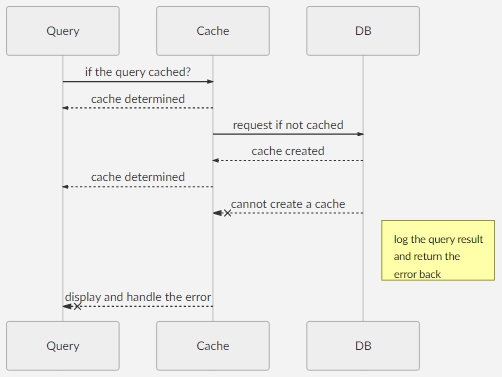 Query
Cache
DB
if the query cached?
cache determined
request if not cached
cache created
cache determined
cannot create a cache
log the query result
and return the
error back
display and handle the error
Query
Cache
DB